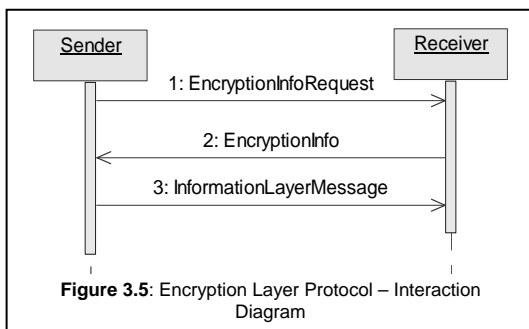 Sender
Receiver
1: EncryptionInfoRequest
2: EncryptionInfo
3: InformationLayerMessage
Figure 3.5: Encryption Layer Protocol – Interaction
Diagram